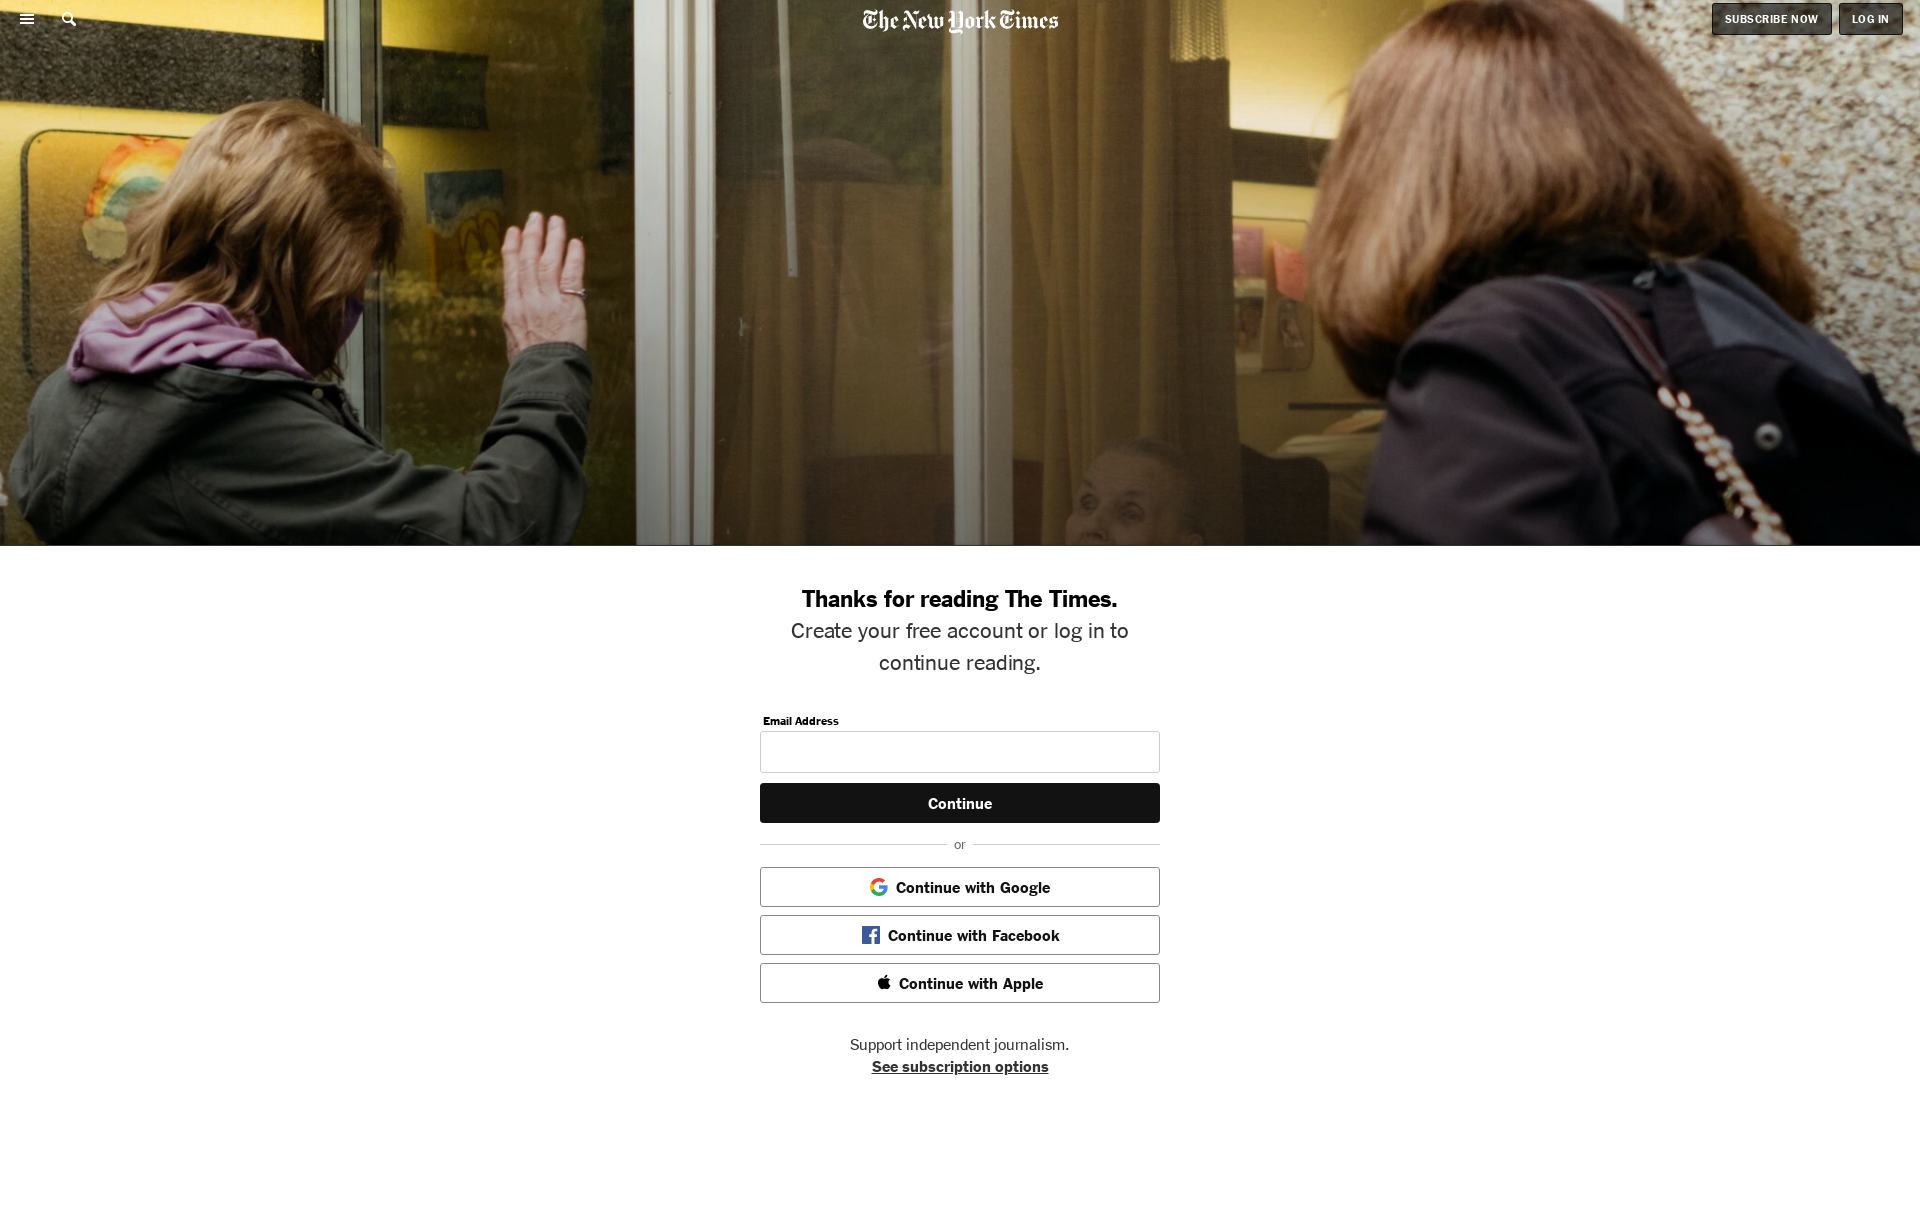 The New York Times
SUBSCRIBE NOW
LOG IN
Thanks for reading The Times.
Create your free account or log in to
continue reading.
Email Address
Continue
or
Continue with Google
Continue with Facebook
Continue with Apple
Support independent journalism.
See subscription options